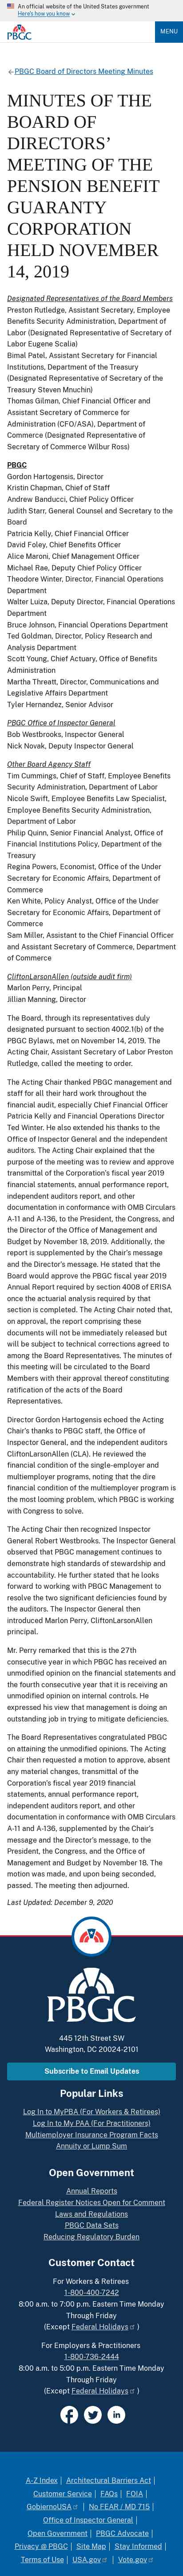 An official website of the United States government
Here's how you know
PBGC
MENU
PBGC Board of Directors Meeting Minutes
MINUTES OF THE
BOARD OF
DIRECTORS’
MEETING OF THE
PENSION BENEFIT
GUARANTY
CORPORATION
HELD NOVEMBER
14, 2019
Designated Representatives of the Board Members
Preston Rutledge, Assistant Secretary, Employee
Benefits Security Administration, Department of
Labor (Designated Representative of Secretary of
Labor Eugene Scalia)
Bimal Patel, Assistant Secretary for Financial
Institutions, Department of the Treasury
(Designated Representative of Secretary of the
Treasury Steven Mnuchin)
Thomas Gilman, Chief Financial Officer and
Assistant Secretary of Commerce for
Administration (CFO/ASA), Department of
Commerce (Designated Representative of
Secretary of Commerce Wilbur Ross)
PBGC
Gordon Hartogensis, Director
Kristin Chapman, Chief of Staff
Andrew Banducci, Chief Policy Officer
Judith Starr, General Counsel and Secretary to the
Board
Patricia Kelly, Chief Financial Officer
David Foley, Chief Benefits Officer
Alice Maroni, Chief Management Officer
Michael Rae, Deputy Chief Policy Officer
Theodore Winter, Director, Financial Operations
Department
Walter Luiza, Deputy Director, Financial Operations
Department
Bruce Johnson, Financial Operations Department
Ted Goldman, Director, Policy Research and
Analysis Department
Scott Young, Chief Actuary, Office of Benefits
Administration
Martha Threatt, Director, Communications and
Legislative Affairs Department
Tyler Hernandez, Senior Advisor
PBGC Office of Inspector General
Bob Westbrooks, Inspector General
Nick Novak, Deputy Inspector General
Other Board Agency Staff
Tim Cummings, Chief of Staff, Employee Benefits
Security Administration, Department of Labor
Nicole Swift, Employee Benefits Law Specialist,
Employee Benefits Security Administration,
Department of Labor
Philip Quinn, Senior Financial Analyst, Office of
Financial Institutions Policy, Department of the
Treasury
Regina Powers, Economist, Office of the Under
Secretary for Economic Affairs, Department of
Commerce
Ken White, Policy Analyst, Office of the Under
Secretary for Economic Affairs, Department of
Commerce
Sam Miller, Assistant to the Chief Financial Officer
and Assistant Secretary of Commerce, Department
of Commerce
CliftonLarsonAllen (outside audit firm)
Marlon Perry, Principal
Jillian Manning, Director
The Board, through its representatives duly
designated pursuant to section 4002.1(b) of the
PBGC Bylaws, met on November 14, 2019. The
Acting Chair, Assistant Secretary of Labor Preston
Rutledge, called the meeting to order.
The Acting Chair thanked PBGC management and
staff for all their hard work throughout the
financial audit, especially Chief Financial Officer
Patricia Kelly and Financial Operations Director
Ted Winter. He also extended his thanks to the
Office of Inspector General and the independent
auditors. The Acting Chair explained that the
purpose of the meeting was to review any matters
related to the financial audit and provide
comments, and vote on the independent auditor
report and other information required by the
conveyance in conformance with OMB Circulars
A-11 and A-136, to the President, the Congress, and
the Director of the Office of Management and
Budget by November 18, 2019. Additionally, the
report is supplemented by the Chair’s message
and the Director’s message. He stated that the
Board would approve the PBGC fiscal year 2019
Annual Report required by section 4008 of ERISA
once the actuarial analysis required by that
section is completed. The Acting Chair noted that,
although no more changes were expected, the
documents will not be immediately released but
will be subject to technical corrections and minor
editorial changes to conform to discussions
among the Board Representatives. The minutes of
the meeting will be circulated to the Board
Members with their approval thereof constituting
ratification of the acts of the Board
Representatives.
Director Gordon Hartogensis echoed the Acting
Chair’s thanks to PBGC staff, the Office of
Inspector General, and the independent auditors
CliftonLarsonAllen (CLA). He reviewed the
financial condition of the single-employer and
multiemployer programs, noting the dire
financial condition of the multiemployer program is
still the most looming problem, which PBGC is working
with Congress to solve.
The Acting Chair then recognized Inspector
General Robert Westbrooks. The Inspector General
observed that PBGC management continues to
maintain the high standards of stewardship and
accountability. He continued that he looks
forward to working with PBGC Management to
resolve the two significant deficiencies found by
the auditors. The Inspector General then
introduced Marlon Perry, CliftonLarsonAllen
principal.
Mr. Perry remarked that this is the 27th
consecutive year in which PBGC has an unmodified
opinion on the financial statements and the fourth
consecutive year that it is receiving an
unmodified opinion on internal controls. He
expressed his view that management is doing an
outstanding job in trying to mitigate deficiencies.
The Board Representatives congratulated PBGC
on attaining the unmodified opinions. The Acting
Chair then requested a motion to approve, about
any immaterial changes, the transmittal of the
Corporation’s fiscal year 2019 financial
statements, annual performance report,
independent auditors report, and other
documentation in conformance with OMB Circulars
A-11 and A-136, supplemented by the Chair’s
message and the Director’s message, to the
President, the Congress, and the Office of
Management and Budget by November 18. The
motion was made, and upon being seconded, was
approved. The meeting then adjourned.
Last Updated: December 9, 2020
PBGC
445 12th Street SW
Washington, DC 20024-2101
Subscribe to Email Updates
Popular Links
Log In to MyPBA (For Workers & Retirees)
Log In to My PAA (For Practitioners)
Multiemployer Insurance Program Facts
Annuity or Lump Sum
Open Government
Annual Reports
Federal Register Notices Open for Comment
Laws and Regulations
PBGC Data Sets
Reducing Regulatory Burden
Customer Contact
For Workers & Retirees
1-800-400-7242
8:00 a.m. to 7:00 p.m. Eastern Time Monday
Through Friday
(Except Federal Holidays )
For Employers & Practitioners
1-800-736-2444
8:00 a.m. to 5:00 p.m. Eastern Time Monday
Through Friday
(Except Federal Holidays )
A-Z Index | Architectural Barriers Act |
Customer Service | FAQs | FOIA |
GobiernoUSA | No FEAR / MD 715 |
Office of Inspector General |
Open Government | PBGC Advocate |
Privacy @ PBGC | Site Map | Stay Informed |
Terms of Use | USA.gov | Vote.gov